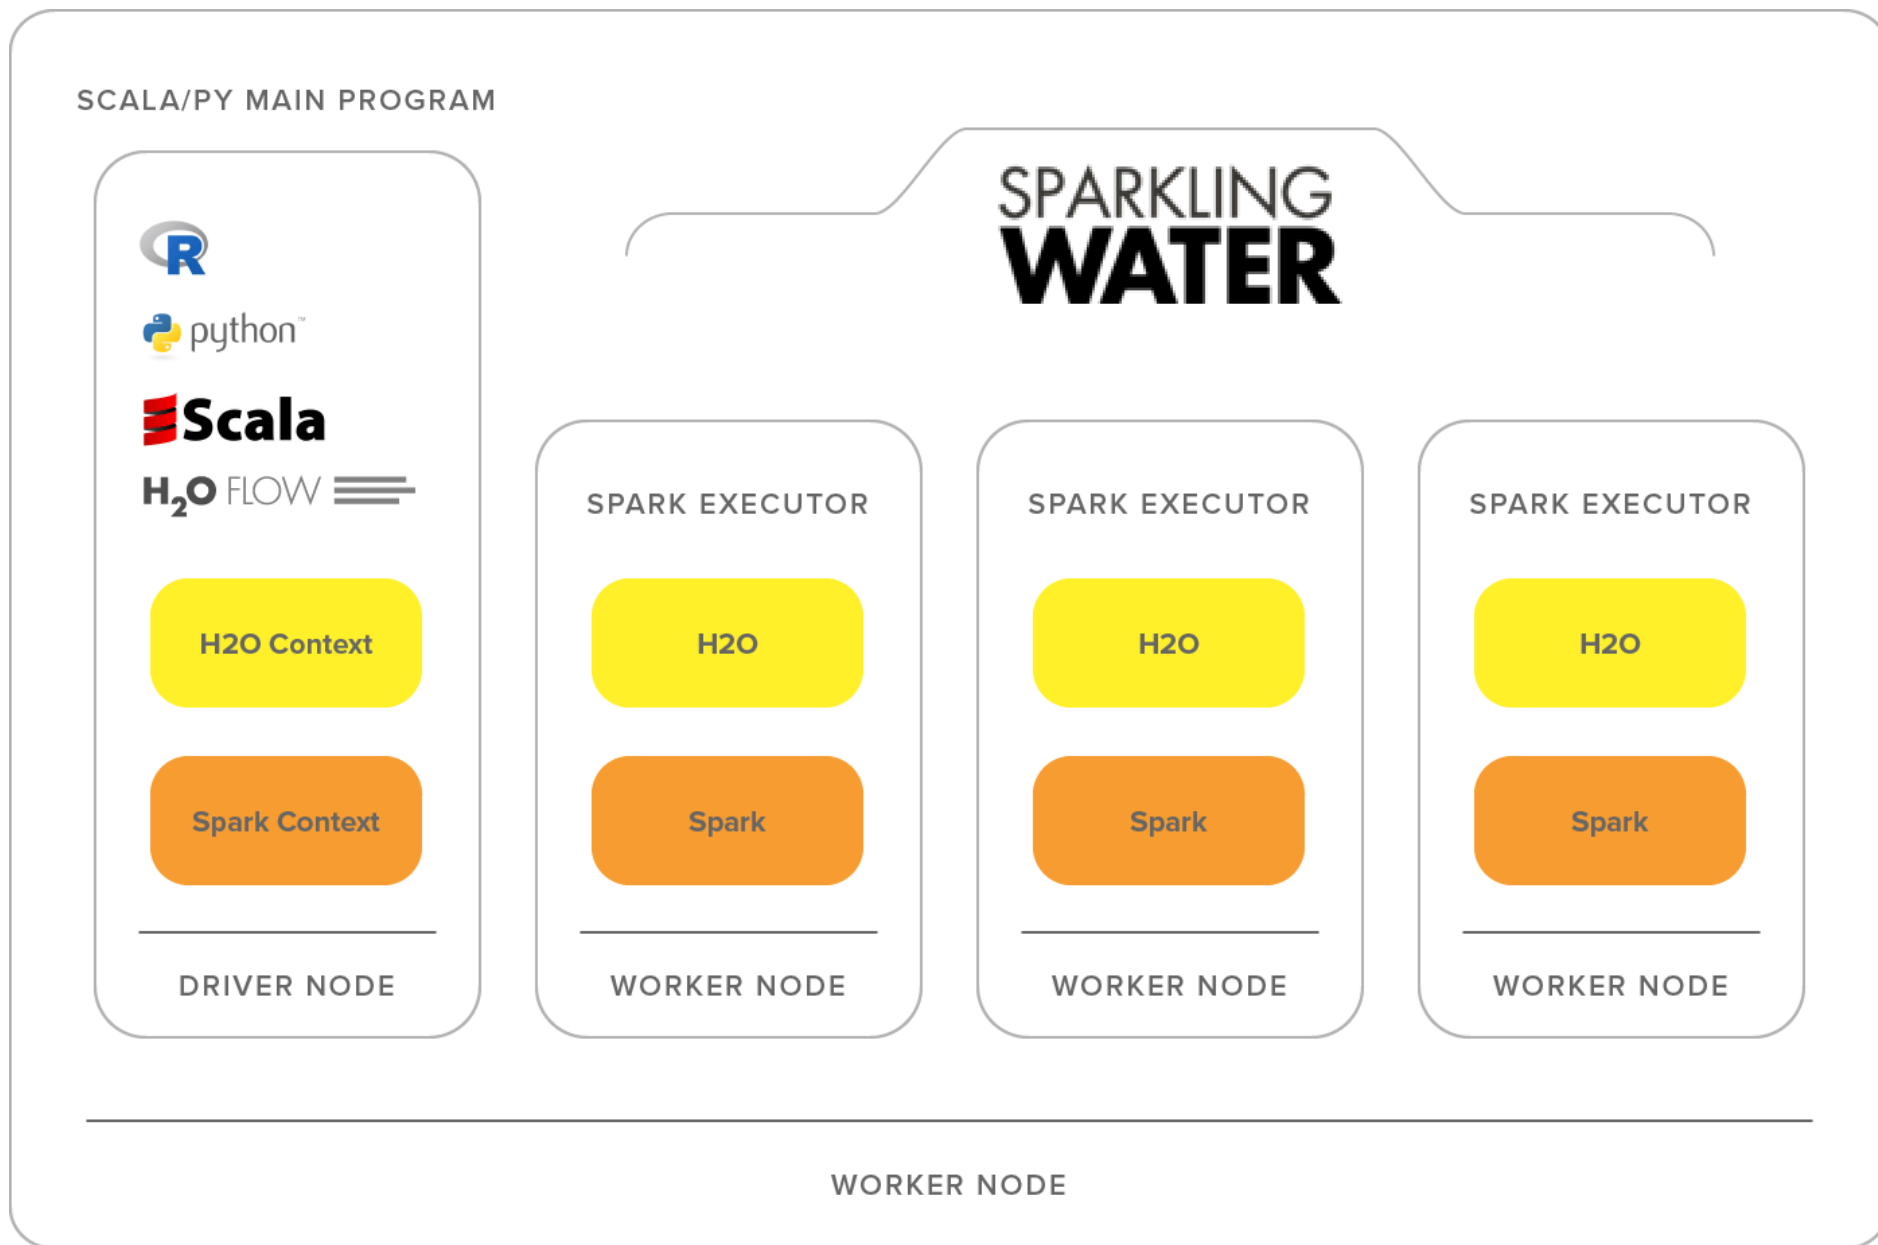 SCALA/PY MAIN PROGRAM
R
python™
Scala
H2O FLOW
H2O Context
Spark Context
DRIVER NODE
SPARKLING
WATER
SPARK EXECUTOR
H2O
Spark
WORKER NODE
SPARK EXECUTOR
H2O
Spark
WORKER NODE
SPARK EXECUTOR
H2O
Spark
WORKER NODE
WORKER NODE